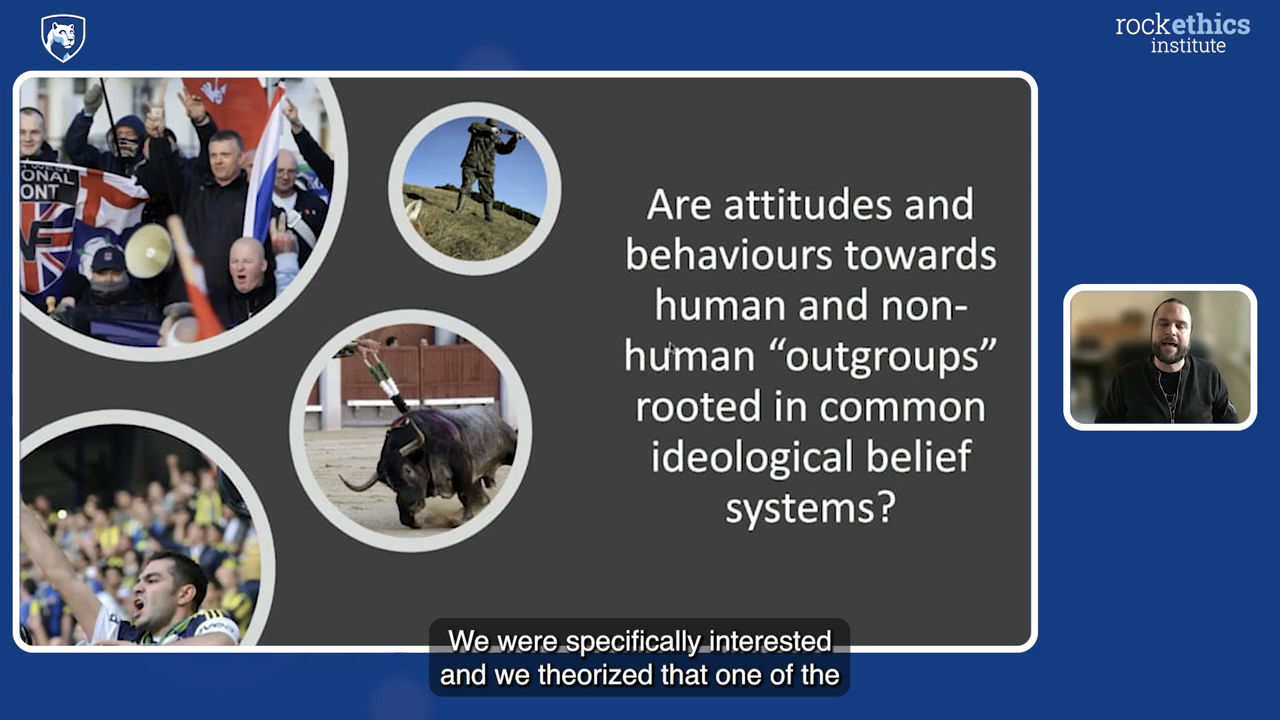 rockethics
institute
ONAL
ONT
NF
Are attitudes and
behaviours towards
human and non-
human “outgroups”
rooted in common
ideological belief
systems?
We were specifically interested
and we theorized that one of the